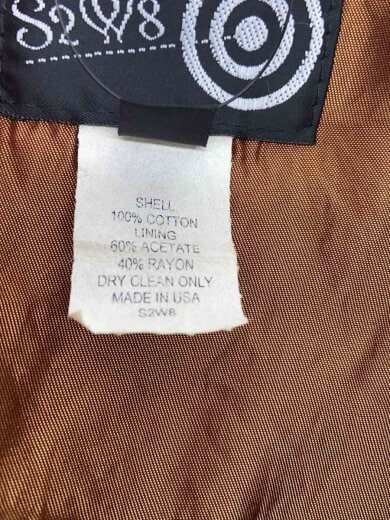 S2W8
SHELL
100% COTTON
LINING
60% ACETATE
40% RAYON
DRY CLEAN ONLY
MADE IN USA
S2W8